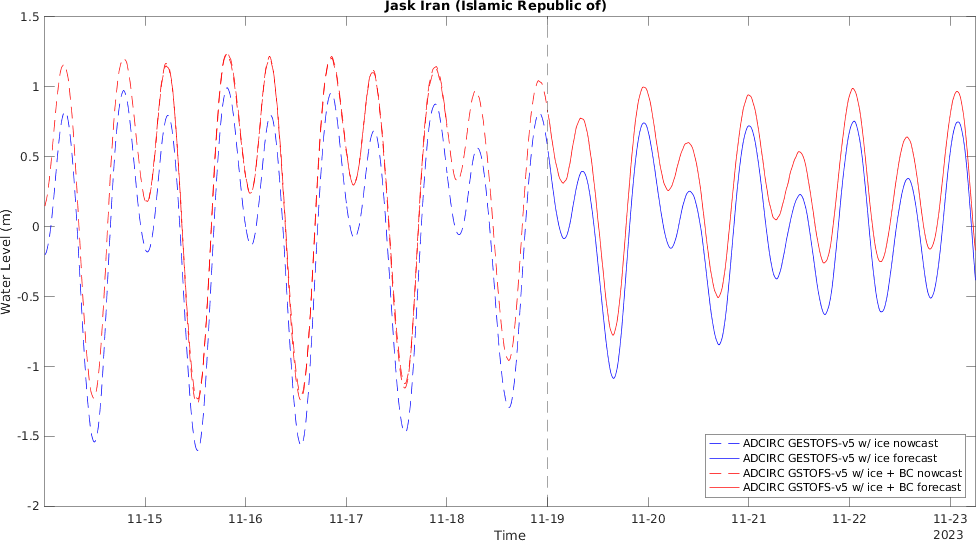 Jask Iran (Islamic Republic of)
1.5
1
0.5
0
-0.5
-1
-1.5
-2
Water Level (m)
11-15 11-16 11-17 11-18 11-19 11-20 11-21 11-22 11-23
2023
Time
ADCIRC GESTOFS-v5 w/ ice nowcast
ADCIRC GESTOFS-v5 w/ ice forecast
ADCIRC GSTOFS-v5 w/ ice + BC nowcast
ADCIRC GSTOFS-v5 w/ ice + BC forecast